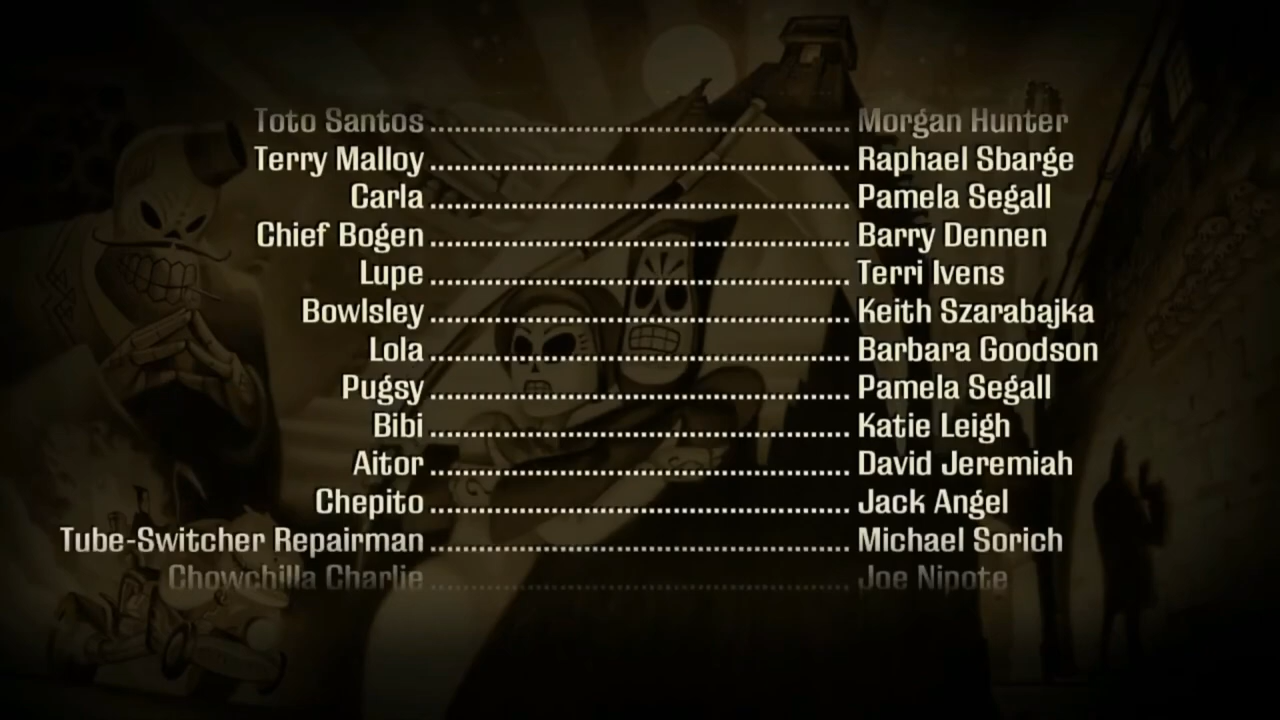 Toto Santos ........ Morgan Hunter
Terry Malloy ........ Raphael Sbarge
Carla ........ Pamela Segall
Chief Bogen ........ Barry Dennen
Lupe ........ Terri Ivens
Bowlsley ........ Keith Szarabajka
Lola ........ Barbara Goodson
Pugsy ........ Pamela Segall
Bibi ........ Katie Leigh
Aitor ........ David Jeremiah
Chepito ........ Jack Angel
Tube-Switcher Repairman ........ Michael Sorich
Chowchilla Charlie ........ Joe Nipote